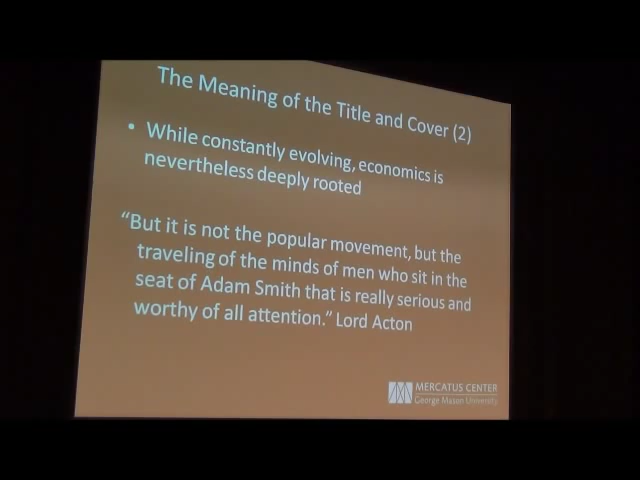 The Meaning of the Title and Cover (2)
• While constantly evolving, economics is
nevertheless deeply rooted
“But it is not the popular movement, but the
traveling of the minds of men who sit in the
seat of Adam Smith that is really serious and
worthy of all attention.” Lord Acton
MERCATUS CENTER
George Mason University